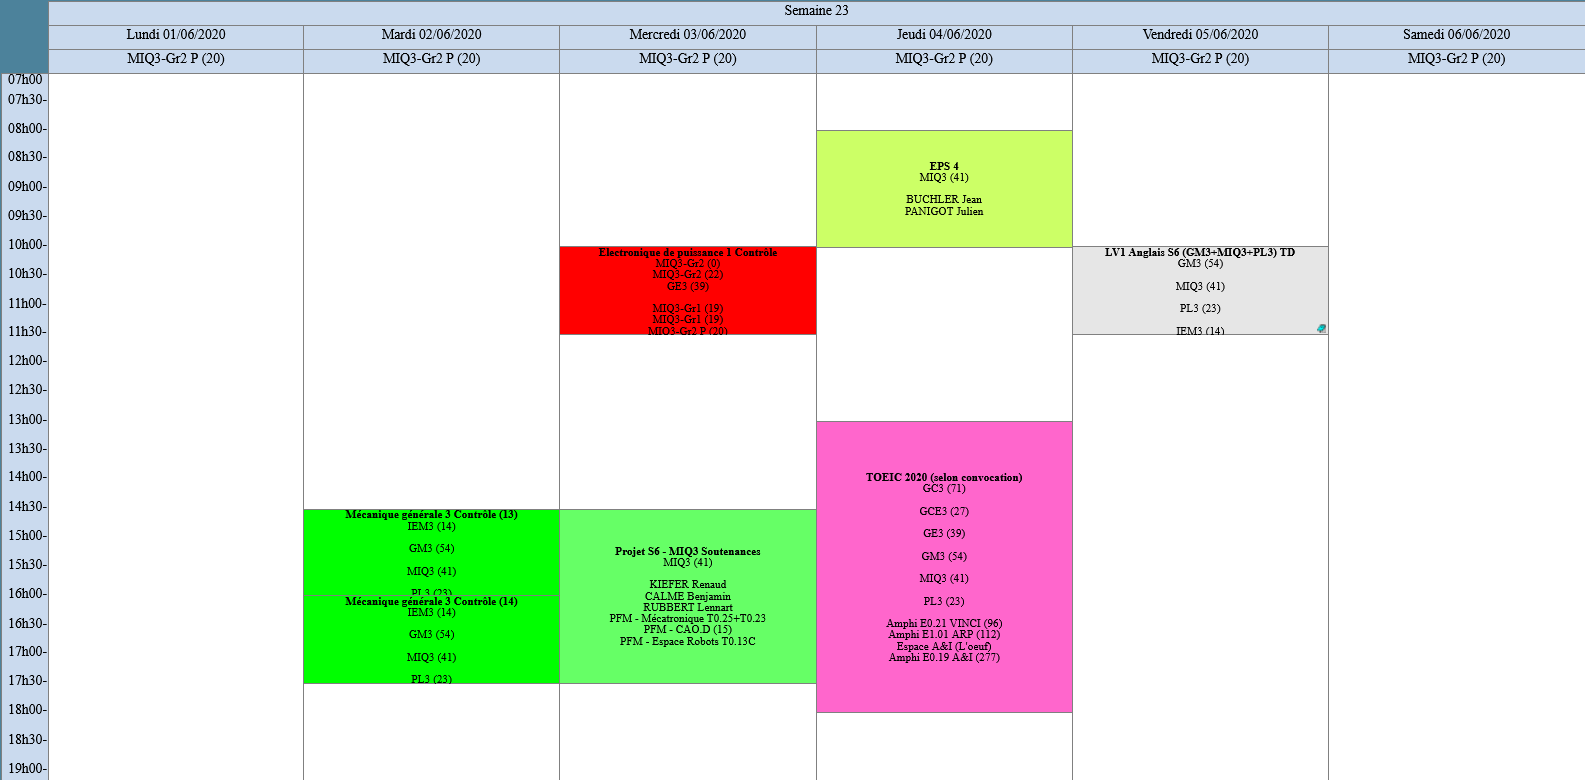 Semaine 23
Lundi 01/06/2020
Mardi 02/06/2020
Mercredi 03/06/2020
Jeudi 04/06/2020
Vendredi 05/06/2020
Samedi 06/06/2020
MIQ3-Gr2 P (20)
MIQ3-Gr2 P (20)
MIQ3-Gr2 P (20)
MIQ3-Gr2 P (20)
MIQ3-Gr2 P (20)
MIQ3-Gr2 P (20)
07h00
07h30-
08h00-
08h30-
09h00-
09h30-
10h00-
10h30-
11h00-
11h30-
12h00-
12h30-
13h00-
13h30-
14h00-
14h30-
15h00-
15h30-
16h00-
16h30-
17h00-
17h30-
18h00-
18h30-
19h00-
Mécanique générale 3 Contrôle (13)
IEM3 (14)
GM3 (54)
MIQ3 (41)
PL3 (23)
Mécanique générale 3 Contrôle (14)
IEM3 (14)
GM3 (54)
MIQ3 (41)
PL3 (23)
Electronique de puissance 1 Contrôle
MIQ3-Gr2 (0)
MIQ3-Gr2 (22)
GE3 (39)
MIQ3-Gr1 (19)
MIQ3-Gr1 (19)
MIQ3-Gr2 P (20)
Projet S6 - MIQ3 Soutenances
MIQ3 (41)
KIEFER Renaud
CALME Benjamin
RUBBERT Lennart
PFM - Mécatronique T0.25+T0.23
PFM - CAO.D (15)
PFM - Espace Robots T0.13C
EPS 4
MIQ3 (41)
BUCHLER Jean
PANIGOT Julien
TOEIC 2020 (selon convocation)
GC3 (71)
GCE3 (27)
GE3 (39)
GM3 (54)
MIQ3 (41)
PL3 (23)
Amphi E0.21 VINCI (96)
Amphi E1.01 ARP (112)
Espace A&I (L'oeuf)
Amphi E0.19 A&I (277)
LV1 Anglais S6 (GM3+MIQ3+PL3) TD
GM3 (54)
MIQ3 (41)
PL3 (23)
IEM3 (14)